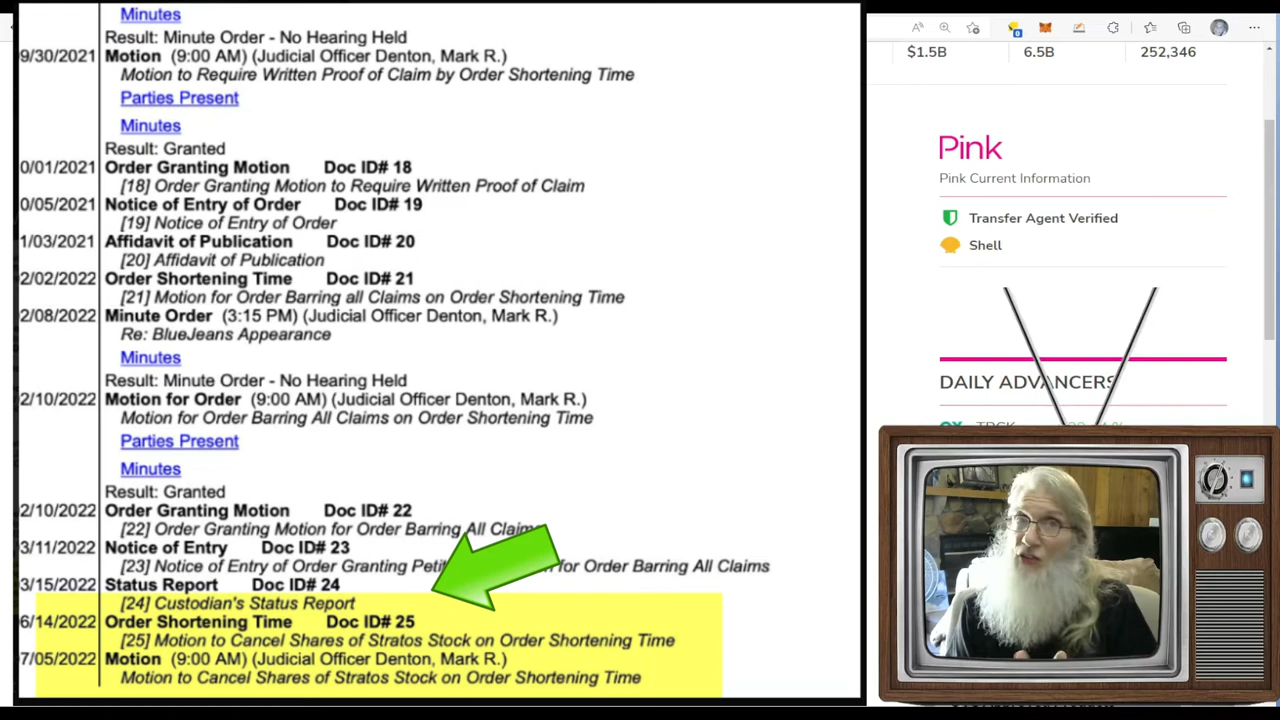 Minutes
Result: Minute Order - No Hearing Held
9/30/2021 Motion (9:00 AM) (Judicial Officer Denton, Mark R.)
Motion to Require Written Proof of Claim by Order Shortening Time
Parties Present
Minutes
Result: Granted
0/01/2021 Order Granting Motion Doc ID# 18
[18] Order Granting Motion to Require Written Proof of Claim
0/05/2021 Notice of Entry of Order Doc ID# 19
[19] Notice of Entry of Order
1/03/2021 Affidavit of Publication Doc ID# 20
[20] Affidavit of Publication
2/02/2022 Order Shortening Time Doc ID# 21
[21] Motion for Order Barring all Claims on Order Shortening Time
2/08/2022 Minute Order (3:15 PM) (Judicial Officer Denton, Mark R.)
Re: BlueJeans Appearance
Minutes
Result: Minute Order - No Hearing Held
2/10/2022 Motion for Order (9:00 AM) (Judicial Officer Denton, Mark R.)
Motion for Order Barring All Claims on Order Shortening Time
Parties Present
Minutes
Result: Granted
2/10/2022 Order Granting Motion Doc ID# 22
[22] Order Granting Motion for Order Barring All Claims
3/11/2022 Notice of Entry Doc ID# 23
[23] Notice of Entry of Order Granting for Order Barring All Claims
3/15/2022 Status Report Doc ID# 24
[24] Custodian's Status Report
6/14/2022 Order Shortening Time Doc ID# 25
[25] Motion to Cancel Shares of Stratos Stock on Order Shortening Time
7/05/2022 Motion (9:00 AM) (Judicial Officer Denton, Mark R.)
Motion to Cancel Shares of Stratos Stock on Order Shortening Time
$1.5B 6.5B 252,346
Pink
Pink Current Information
Transfer Agent Verified
Shell
DAILY ADVANCERS